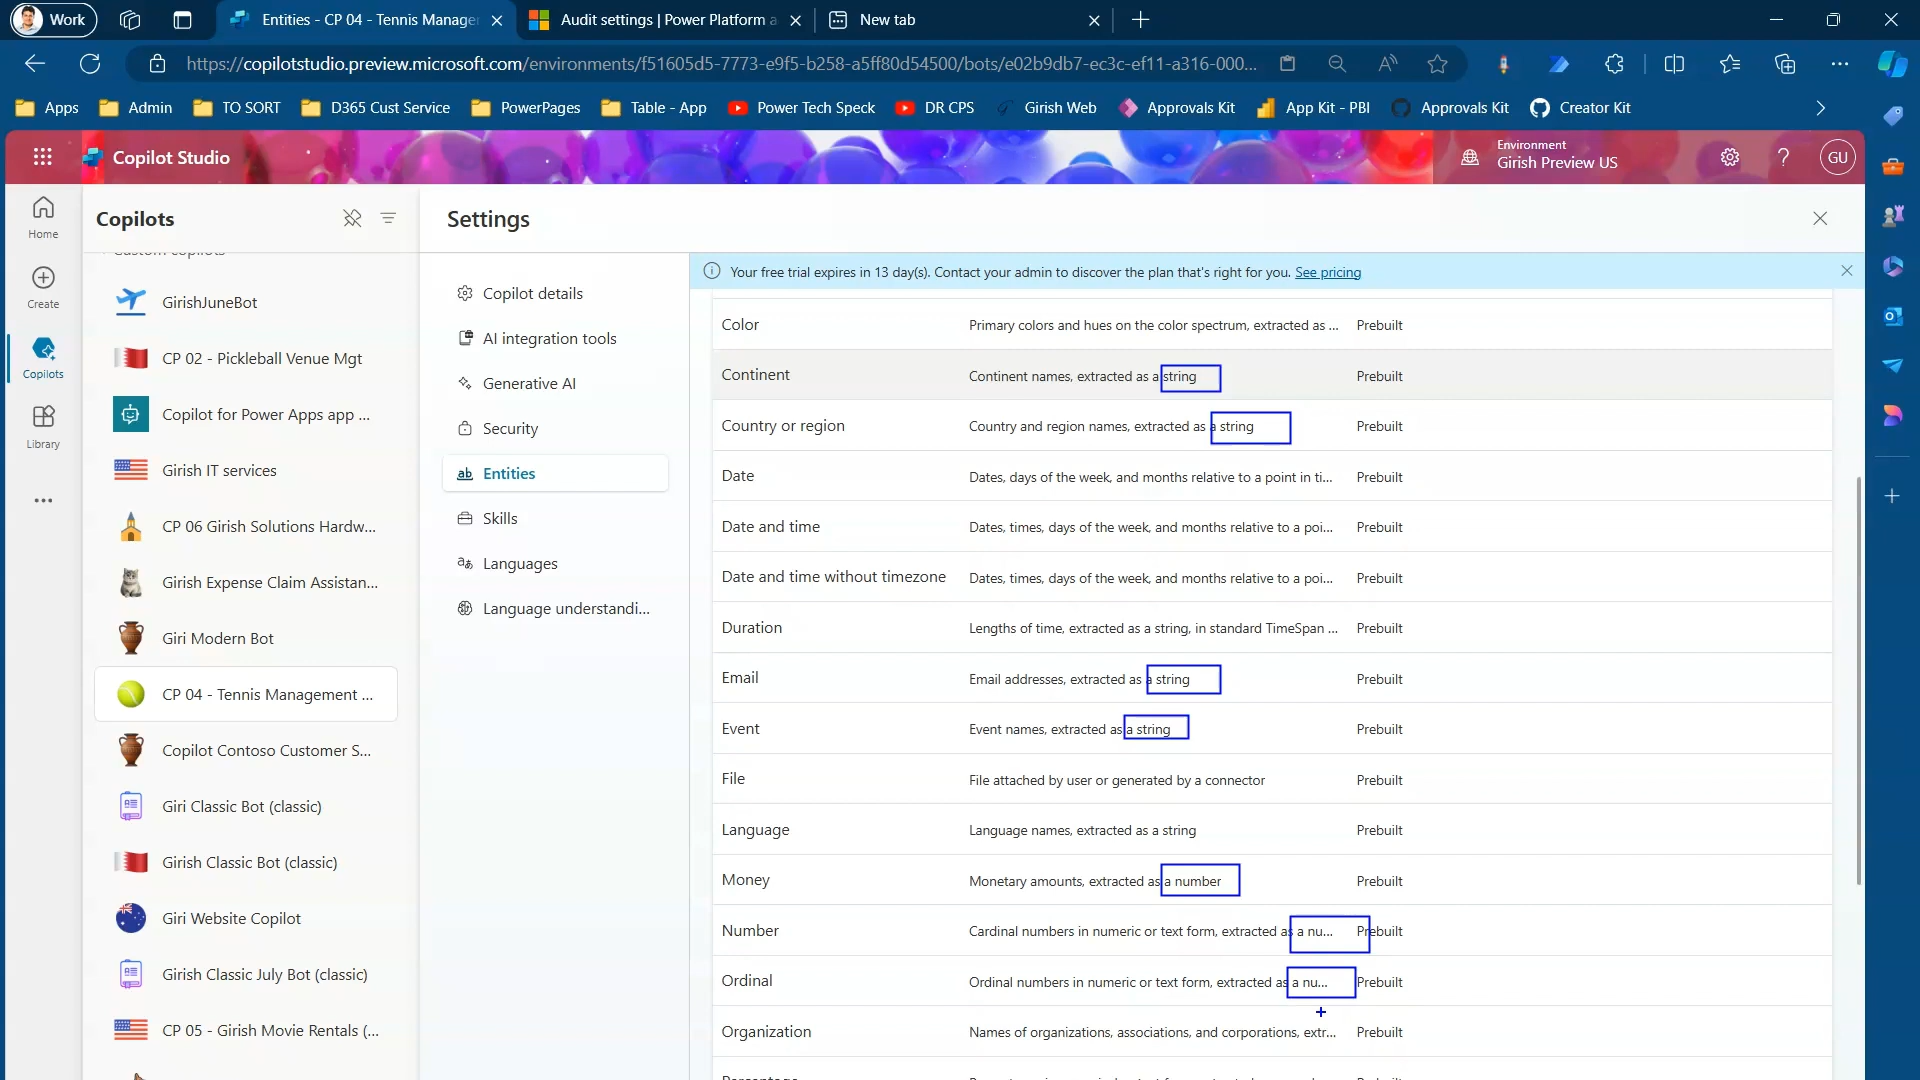 Work
Entities - CP 04 - Tennis Manage
Audit settings | Power Platform a
New tab
https://copilotstudio.preview.microsoft.com/environments/f51605d5-7773-e9f5-b258-a5ff80d54500/bots/e02b9db7-ec3c-ef11-a316-000...
Apps
Admin
TO SORT
D365 Cust Service
PowerPages
Table - App
Power Tech Speck
DR CPS
Girish Web
Approvals Kit
App Kit - PBI
Approvals Kit
Creator Kit
Copilot Studio
Environment
Girish Preview US
GU
Home
Create
Copilots
Library
Copilots
Custom copilots
GirishJuneBot
CP 02 - Pickleball Venue Mgt
Copilot for Power Apps app ...
Girish IT services
CP 06 Girish Solutions Hardw...
Girish Expense Claim Assistan...
Giri Modern Bot
CP 04 - Tennis Management ...
Copilot Contoso Customer S...
Giri Classic Bot (classic)
Girish Classic Bot (classic)
Giri Website Copilot
Girish Classic July Bot (classic)
CP 05 - Girish Movie Rentals (...
Settings
Copilot details
AI integration tools
Generative AI
Security
Entities
Skills
Languages
Language understandi...
Your free trial expires in 13 day(s). Contact your admin to discover the plan that's right for you. See pricing
Color Primary colors and hues on the color spectrum, extracted as ... Prebuilt
Continent Continent names, extracted as a string Prebuilt
Country or region Country and region names, extracted as a string Prebuilt
Date Dates, days of the week, and months relative to a point in ti... Prebuilt
Date and time Dates, times, days of the week, and months relative to a poi... Prebuilt
Date and time without timezone Dates, times, days of the week, and months relative to a poi... Prebuilt
Duration Lengths of time, extracted as a string, in standard TimeSpan ... Prebuilt
Email Email addresses, extracted as a string Prebuilt
Event Event names, extracted as a string Prebuilt
File File attached by user or generated by a connector Prebuilt
Language Language names, extracted as a string Prebuilt
Money Monetary amounts, extracted as a number Prebuilt
Number Cardinal numbers in numeric or text form, extracted as a nu... Prebuilt
Ordinal Ordinal numbers in numeric or text form, extracted as a nu... Prebuilt
Organization Names of organizations, associations, and corporations, extr... Prebuilt